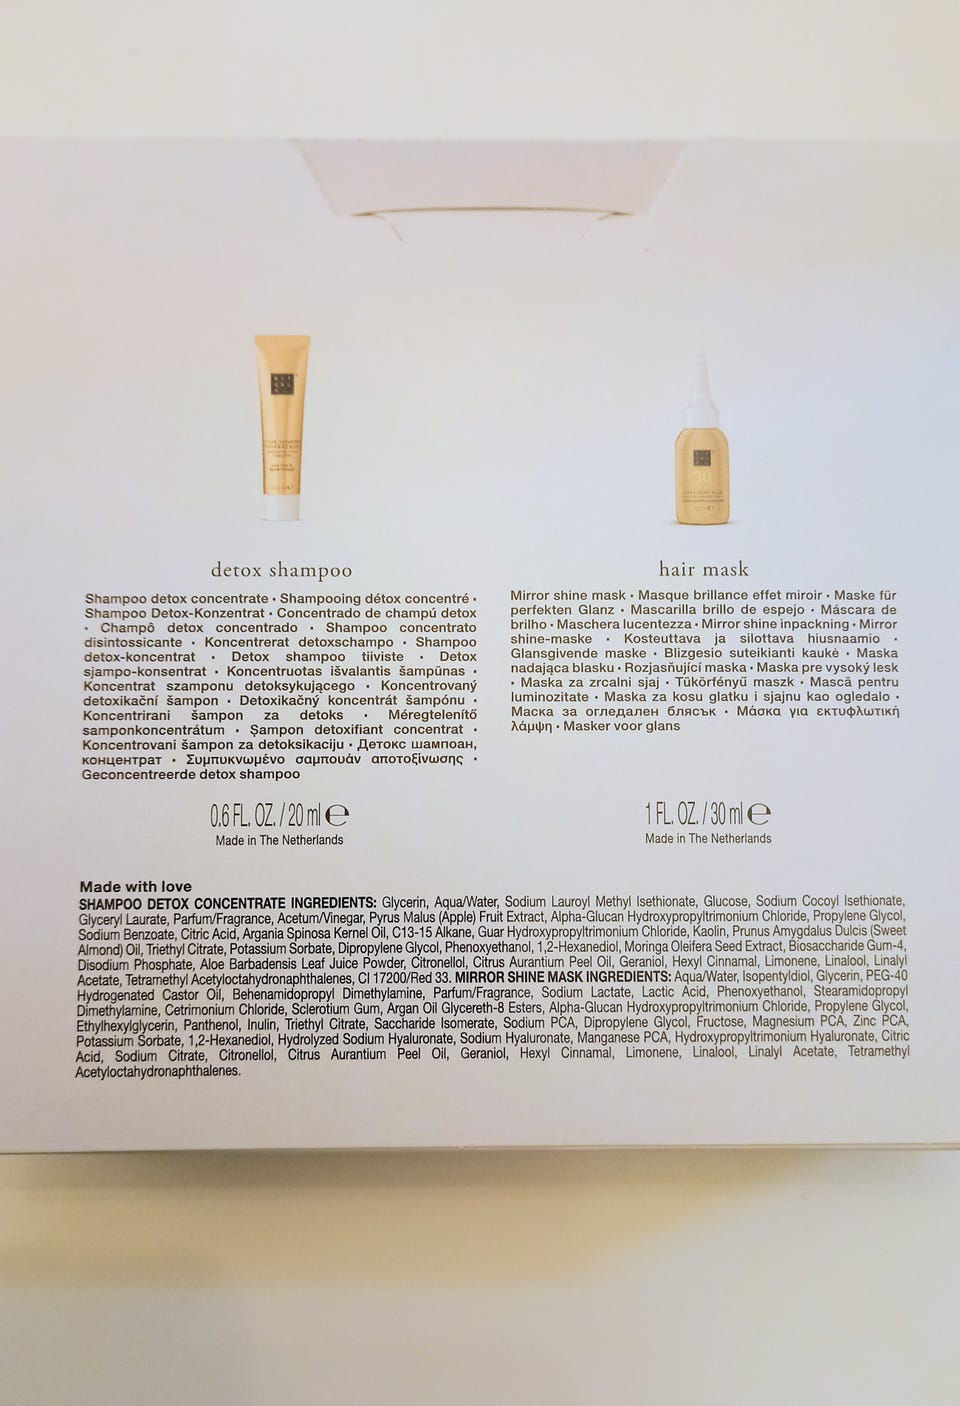 detox shampoo
Shampoo detox concentrate · Shampooing détox concentré ·
Shampoo Detox-Konzentrat · Concentrado de champú detox
· Champô detox concentrado · Shampoo concentrato
disintossicante · Konzentrerat detoxschampo · Shampoo
detox-koncentrat · Detox shampoo tiiviste · Detox
sjampo-konsentrat · Koncentruotas išvalantis šampūnas ·
Koncentrat szamponu detoksykującego · Koncentrovaný
detoxikační šampon · Detoxikačný koncentrát šampónu ·
Koncentrirani šampon za detoks · Méregtelenítő
samponkoncentrátum · Șampon detoxifiant concentrat ·
Koncentrovani šampon za detoksikaciju · Детокс шампоан,
концентрат · Συμπυκνωμένο σαμπουάν αποτοξίνωσης ·
Geconcentreerde detox shampoo
0.6 FL. OZ. / 20 ml ℮
Made in The Netherlands
hair mask
Mirror shine mask · Masque brillance effet miroir · Maske für
perfekten Glanz · Mascarilla brillo de espejo · Máscara de
brilho · Maschera lucentezza · Mirror shine inpackning · Mirror
shine-maske · Kosteuttava ja silottava hiusnaamio ·
Glansgivende maske · Blizgesio suteikianti kaukė · Maska
nadająca blasku · Rozjasňující maska · Maska pre vysoký lesk
· Maska za zrcalni sjaj · Tükörfényű maszk · Mască pentru
luminozitate · Maska za kosu glatku i sjajnu kao ogledalo ·
Маска за огледален блясък · Μάσκα για εκτυφλωτική
λάμψη · Masker voor glans
1 FL. OZ. / 30 ml ℮
Made in The Netherlands
Made with love
SHAMPOO DETOX CONCENTRATE INGREDIENTS: Glycerin, Aqua/Water, Sodium Lauroyl Methyl Isethionate, Glucose, Sodium Cocoyl Isethionate,
Glyceryl Laurate, Parfum/Fragrance, Acetum/Vinegar, Pyrus Malus (Apple) Fruit Extract, Alpha-Glucan Hydroxypropyltrimonium Chloride, Propylene Glycol,
Sodium Benzoate, Citric Acid, Argania Spinosa Kernel Oil, C13-15 Alkane, Guar Hydroxypropyltrimonium Chloride, Kaolin, Prunus Amygdalus Dulcis (Sweet
Almond) Oil, Triethyl Citrate, Potassium Sorbate, Dipropylene Glycol, Phenoxyethanol, 1,2-Hexanediol, Moringa Oleifera Seed Extract, Biosaccharide Gum-4,
Disodium Phosphate, Aloe Barbadensis Leaf Juice Powder, Citronellol, Citrus Aurantium Peel Oil, Geraniol, Hexyl Cinnamal, Limonene, Linalool, Linalyl
Acetate, Tetramethyl Acetyloctahydronaphthalenes, CI 17200/Red 33. MIRROR SHINE MASK INGREDIENTS: Aqua/Water, Isopentyldiol, Glycerin, PEG-40
Hydrogenated Castor Oil, Behenamidopropyl Dimethylamine, Parfum/Fragrance, Sodium Lactate, Lactic Acid, Phenoxyethanol, Stearamidopropyl
Dimethylamine, Cetrimonium Chloride, Sclerotium Gum, Argan Oil Glycereth-8 Esters, Alpha-Glucan Hydroxypropyltrimonium Chloride, Propylene Glycol,
Ethylhexylglycerin, Panthenol, Inulin, Triethyl Citrate, Saccharide Isomerate, Sodium PCA, Dipropylene Glycol, Fructose, Magnesium PCA, Zinc PCA,
Potassium Sorbate, 1,2-Hexanediol, Hydrolyzed Sodium Hyaluronate, Sodium Hyaluronate, Manganese PCA, Hydroxypropyltrimonium Hyaluronate, Citric
Acid, Sodium Citrate, Citronellol, Citrus Aurantium Peel Oil, Geraniol, Hexyl Cinnamal, Limonene, Linalool, Linalyl Acetate, Tetramethyl
Acetyloctahydronaphthalenes.